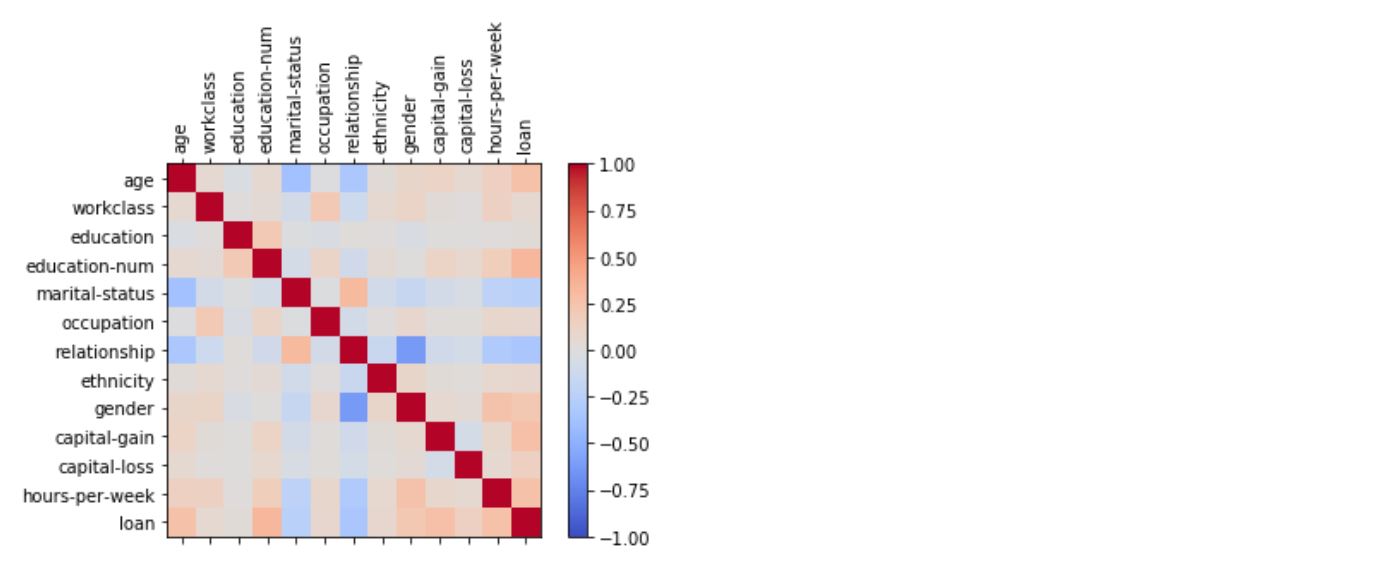 age
workclass
education
education-num
marital-status
occupation
relationship
ethnicity
gender
capital-gain
capital-loss
hours-per-week
loan
age
workclass
education
education-num
marital-status
occupation
relationship
ethnicity
gender
capital-gain
capital-loss
hours-per-week
loan
1.00
0.75
0.50
0.25
0.00
−0.25
−0.50
−0.75
−1.00